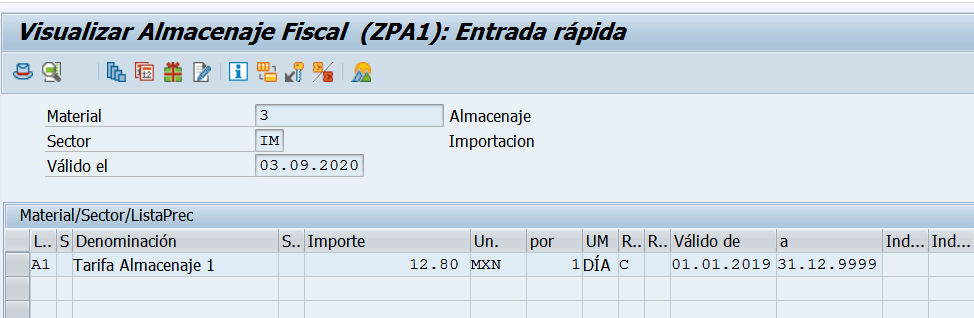 Visualizar Almacenaje Fiscal (ZPA1): Entrada rápida
Material 3 Almacenaje
Sector IM Importacion
Válido el 03.09.2020
Material/Sector/ListaPrec
L.. S Denominación S.. Importe Un. por UM R.. R.. Válido de a Ind... Ind...
A1 Tarifa Almacenaje 1 12.80 MXN 1 DÍA C 01.01.2019 31.12.9999